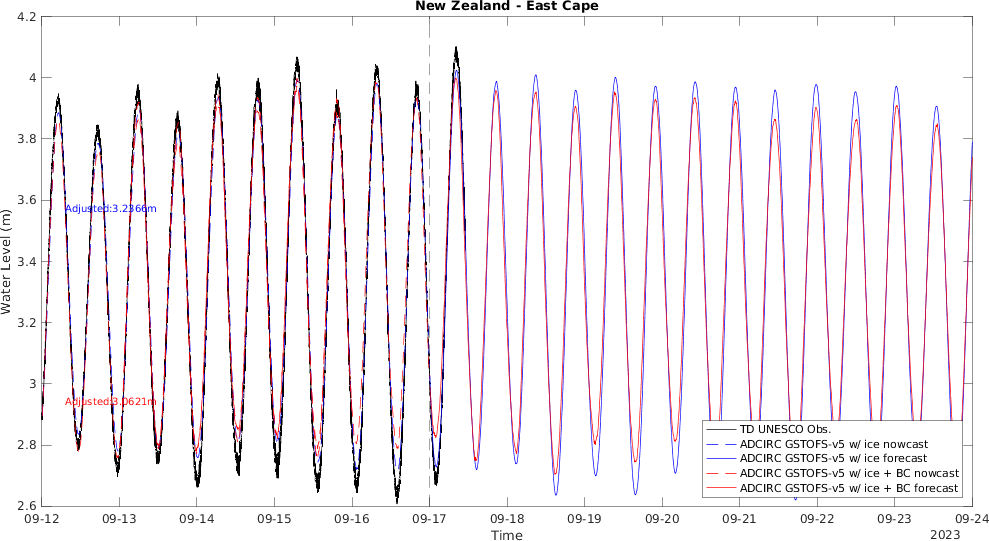 New Zealand - East Cape
4.2
4
3.8
3.6
3.4
3.2
3
2.8
2.6
Water Level (m)
Adjusted:3.2366m
Adjusted:3.0621m
TD UNESCO Obs.
ADCIRC GSTOFS-v5 w/ ice nowcast
ADCIRC GSTOFS-v5 w/ ice forecast
ADCIRC GSTOFS-v5 w/ ice + BC nowcast
ADCIRC GSTOFS-v5 w/ ice + BC forecast
09-12 09-13 09-14 09-15 09-16 09-17 09-18 09-19 09-20 09-21 09-22 09-23 09-24
Time
2023